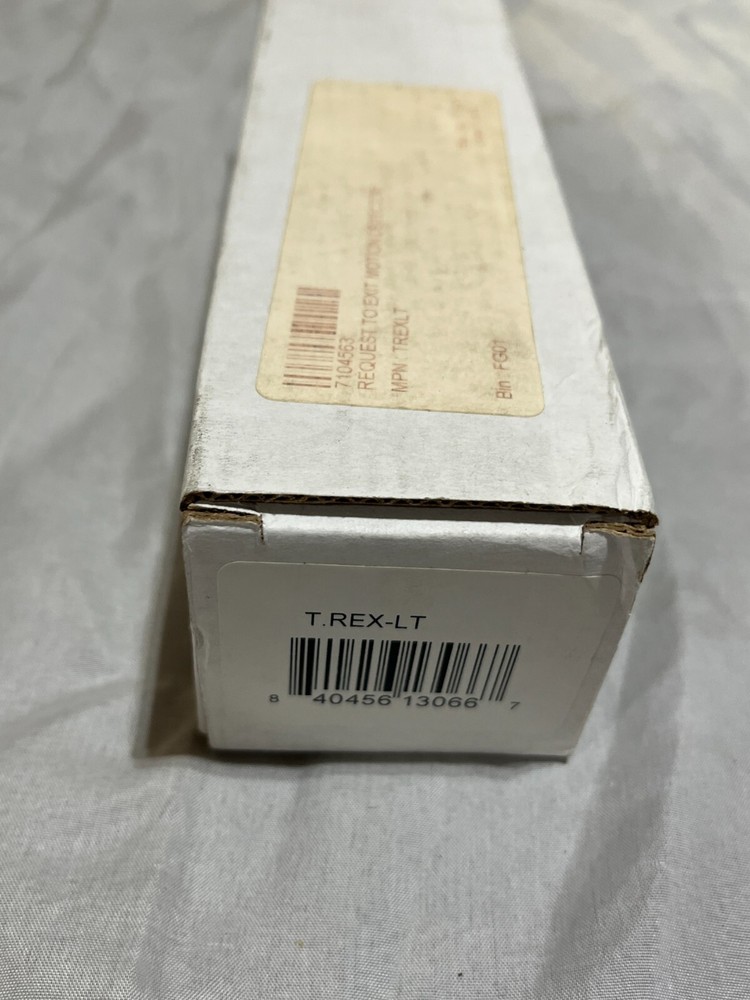 7104563
REQUEST TO EXIT MOTION
MPN : TREXLT
Bin : FG01
T.REX-LT
8 40456 13066 7